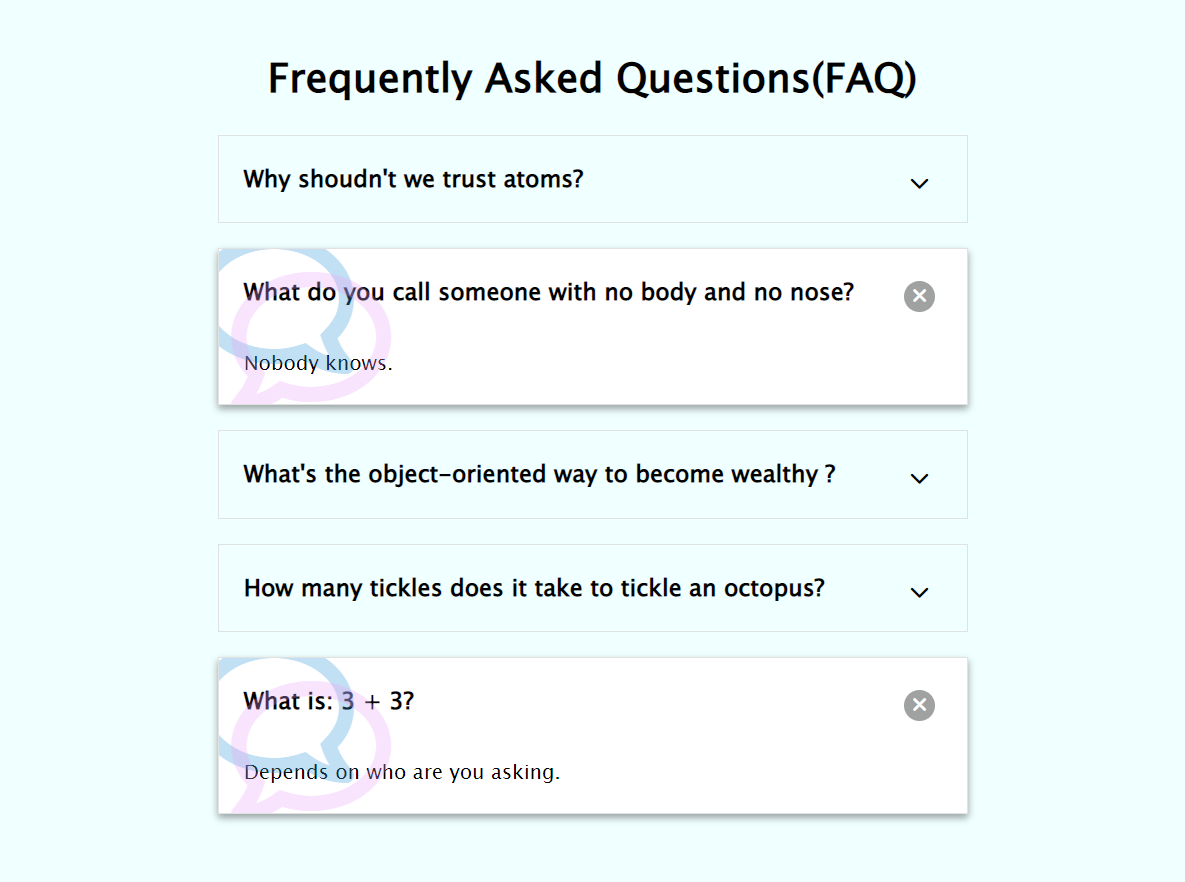 Frequently Asked Questions(FAQ)
Why shoudn't we trust atoms?
What do you call someone with no body and no nose?
Nobody knows.
What's the object-oriented way to become wealthy ?
How many tickles does it take to tickle an octopus?
What is: 3 + 3?
Depends on who are you asking.